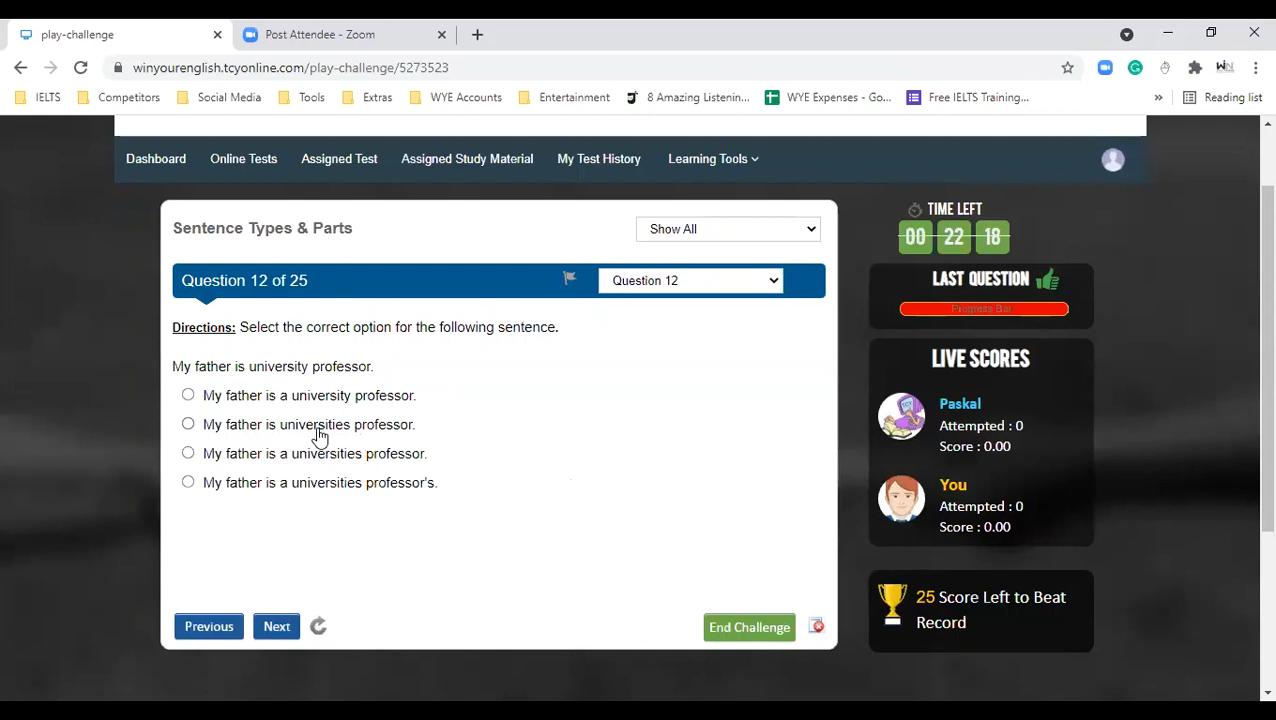 play-challenge
Post Attendee - Zoom
winyourenglish.tcyonline.com/play-challenge/5273523
IELTS
Competitors
Social Media
Tools
Extras
WYE Accounts
Entertainment
8 Amazing Listenin...
WYE Expenses - Go...
Free IELTS Training...
»
Reading list
Dashboard
Online Tests
Assigned Test
Assigned Study Material
My Test History
Learning Tools
Sentence Types & Parts
Show All
Question 12 of 25
Question 12
Directions: Select the correct option for the following sentence.
My father is university professor.
My father is a university professor.
My father is universities professor.
My father is a universities professor.
My father is a universities professor's.
Previous
Next
End Challenge
TIME LEFT
00 22 18
LAST QUESTION
Progress Bar
LIVE SCORES
Paskal
Attempted : 0
Score : 0.00
You
Attempted : 0
Score : 0.00
25 Score Left to Beat
Record